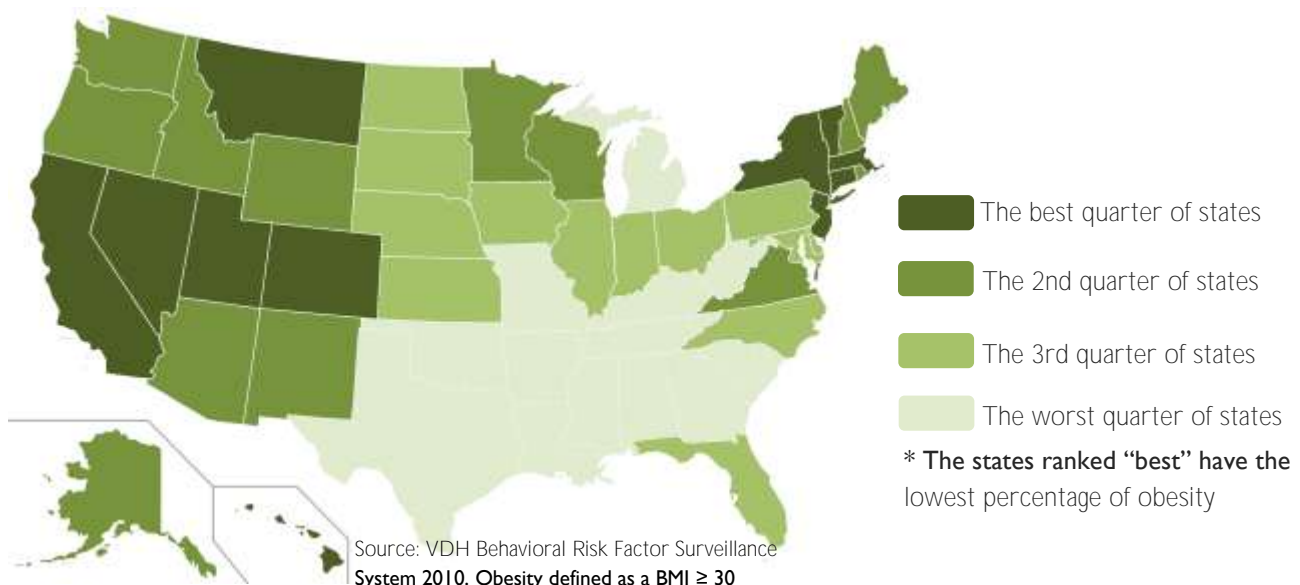 The best quarter of states
The 2nd quarter of states
The 3rd quarter of states
The worst quarter of states
* The states ranked “best” have the
lowest percentage of obesity
Source: VDH Behavioral Risk Factor Surveillance
System 2010. Obesity defined as a BMI ≥ 30